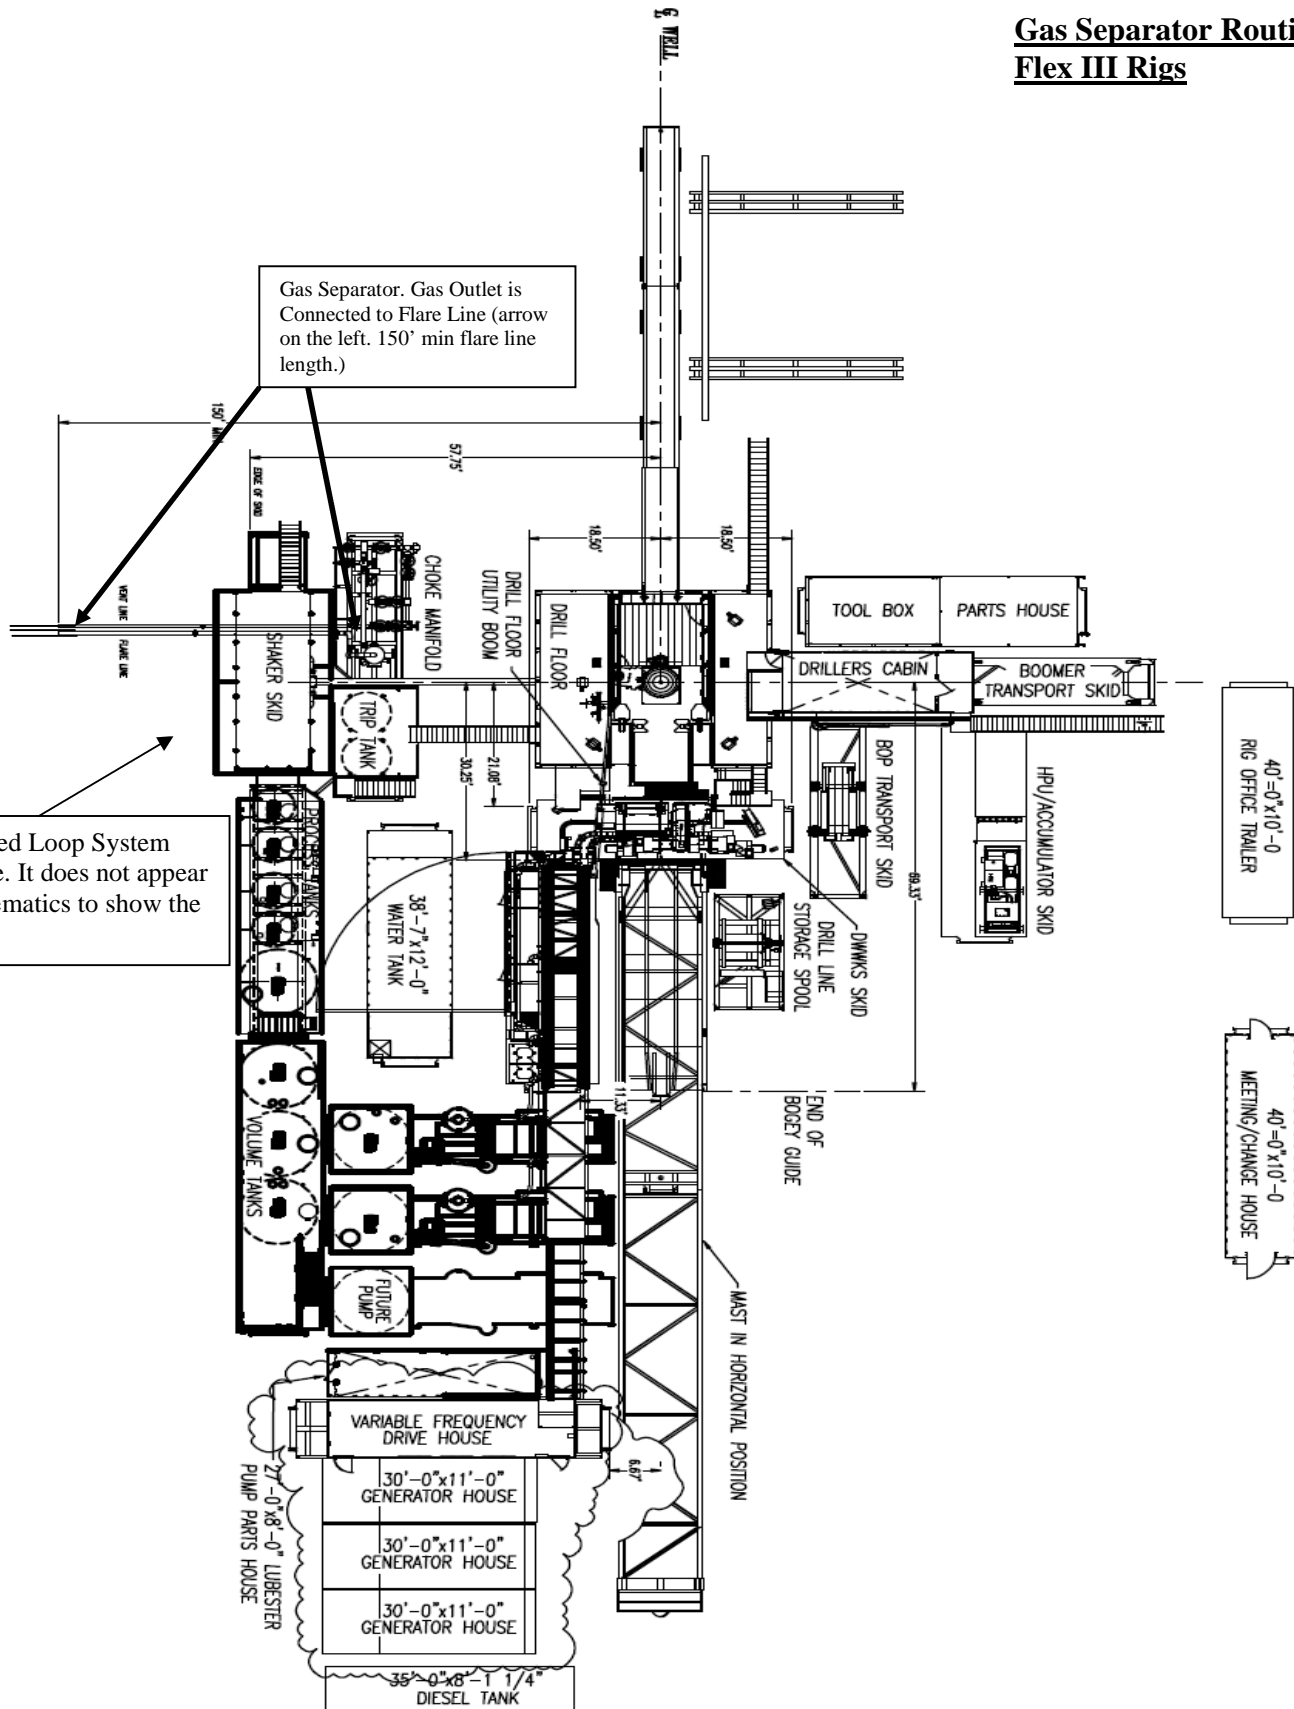 Gas Separator Routi
Flex III Rigs
℄ WELL
Gas Separator. Gas Outlet is
Connected to Flare Line (arrow
on the left. 150’ min flare line
length.)
150' MIN
57.75'
EDGE OF SKID
18.50'
18.50'
CHOKE MANIFOLD
DRILL FLOOR
UTILITY BOOM
DRILL FLOOR
TOOL BOX
PARTS HOUSE
VENT LINE
FLARE LINE
SHAKER SKID
DRILLERS CABIN
BOOMER
TRANSPORT SKID
TRIP TANK
21.08'
30.25'
BOP TRANSPORT SKID
HPU/ACCUMULATOR SKID
40'-0"x10'-0
RIG OFFICE TRAILER
ed Loop System
e. It does not appear
ematics to show the
38'-7"x12'-0"
WATER TANK
69.33'
DWWKS SKID
DRILL LINE
STORAGE SPOOL
11.33'
END OF
BOGEY GUIDE
40'=0"x10'-0
MEETING/CHANGE HOUSE
VOLUME TANKS
FUTURE
PUMP
MAST IN HORIZONTAL POSITION
VARIABLE FREQUENCY
DRIVE HOUSE
6.67'
27'-0"x8'-0" LUBESTER
PUMP PARTS HOUSE
30'-0"x11'-0"
GENERATOR HOUSE
30'-0"x11'-0"
GENERATOR HOUSE
30'-0"x11'-0"
GENERATOR HOUSE
35'-0"x8'-1 1/4"
DIESEL TANK